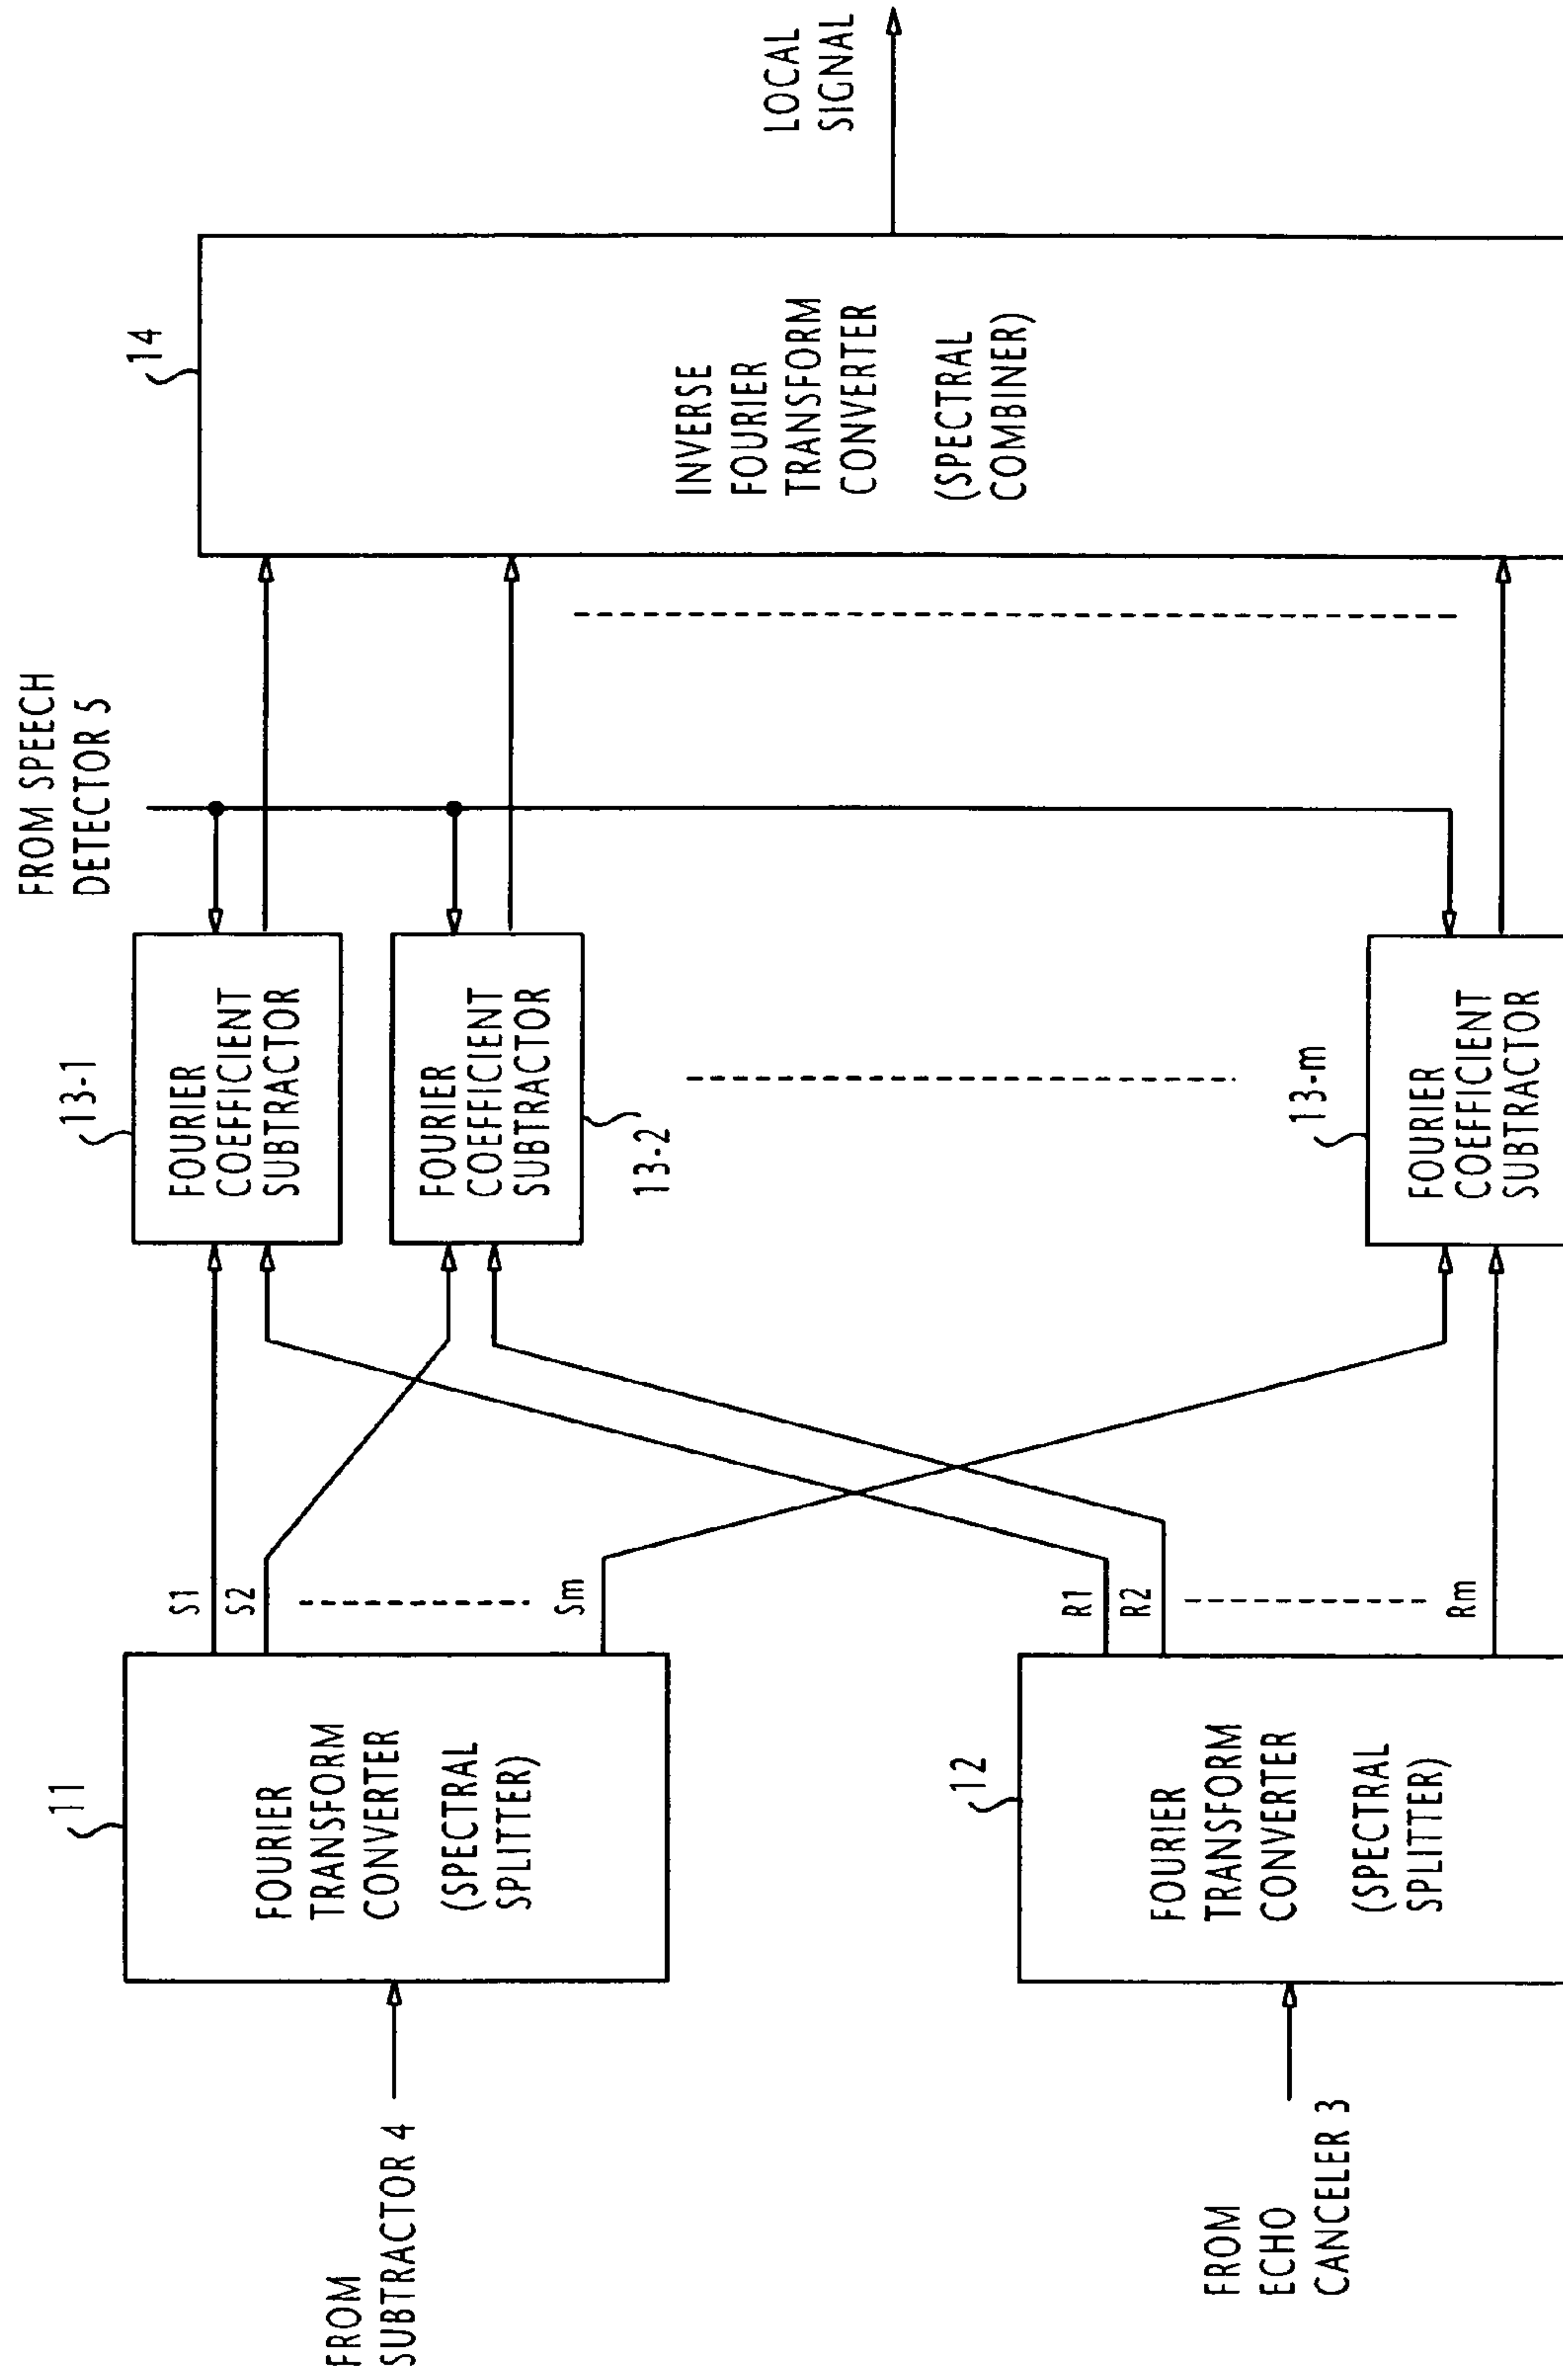 FROM SPEECH
DETECTOR 5
11
FOURIER
TRANSFORM
CONVERTER
(SPECTRAL
SPLITTER)
FROM
SUBTRACTOR 4
S1
S2
Sm
13-1
FOURIER
COEFFICIENT
SUBTRACTOR
FOURIER
COEFFICIENT
SUBTRACTOR
13-2
14
INVERSE
FOURIER
TRANSFORM
CONVERTER
(SPECTRAL
COMBINER)
LOCAL
SIGNAL
12
FOURIER
TRANSFORM
CONVERTER
(SPECTRAL
SPLITTER)
FROM
ECHO
CANCELER 3
R1
R2
Rm
13-m
FOURIER
COEFFICIENT
SUBTRACTOR